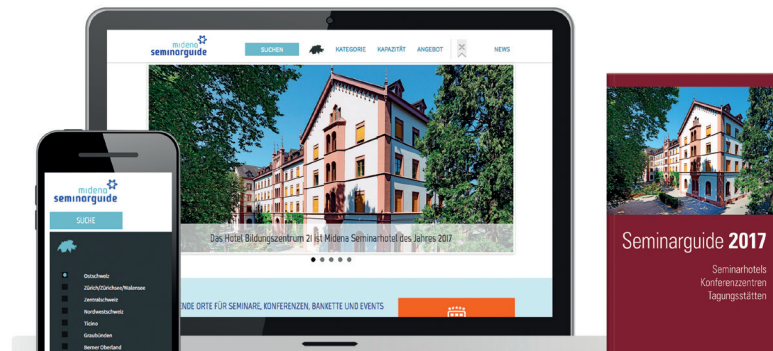 midena
seminarguide
SUCHEN
KATEGORIE
KAPAZITÄT
ANGEBOT
NEWS
Das Hotel Bildungszentrum 21 ist Midena Seminarhotel des Jahres 2017
ENDE ORTE FÜR SEMINARE, KONFERENZEN, BANKETTE UND EVENTS
midena
seminarguide
SUCHE
Ostschweiz
Zürich/Zürichsee/Walensee
Zentralschweiz
Nordwestschweiz
Ticino
Graubünden
Berner Oberland
Seminarguide 2017
Seminarhotels
Konferenzzentren
Tagungsstätten